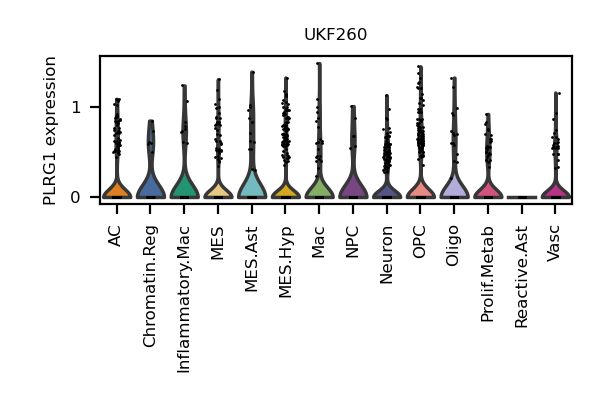 UKF260
PLRG1 expression
1
0
AC
Chromatin.Reg
Inflammatory.Mac
MES
MES.Ast
MES.Hyp
Mac
NPC
Neuron
OPC
Oligo
Prolif.Metab
Reactive.Ast
Vasc